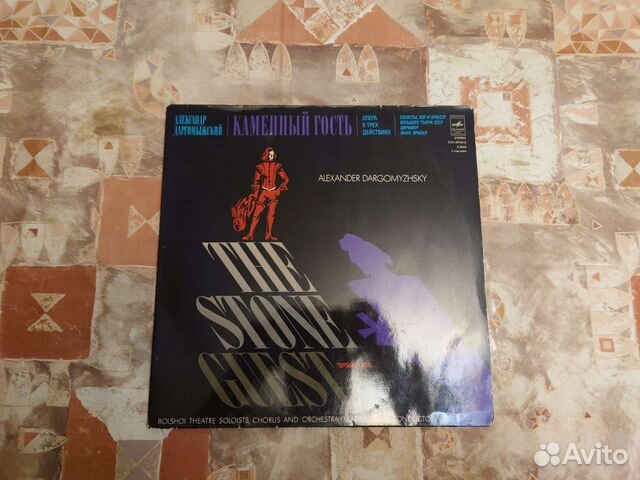 АЛЕКСАНДР
ДАРГОМЫЖСКИЙ
КАМЕННЫЙ ГОСТЬ
ОПЕРА
В ТРЕХ
ДЕЙСТВИЯХ
СОЛИСТЫ, ХОР И ОРКЕСТР
БОЛЬШОГО ТЕАТРА СССР
ДИРИЖЕР
МАРК ЭРМЛЕР
ALEXANDER DARGOMYZHSKY
THE
STONE
GUEST
BOLSHOI THEATRE SOLOISTS, CHORUS AND ORCHESTRA
Avito